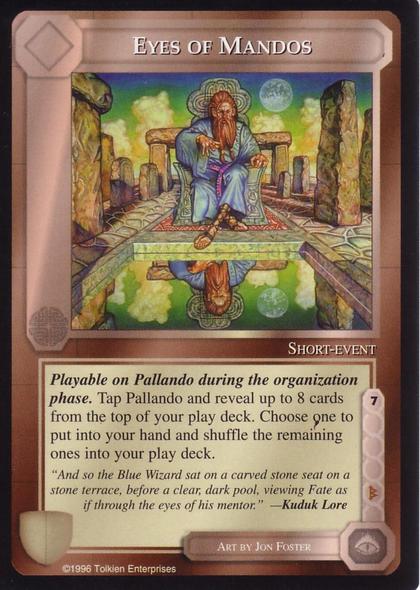 Eyes of Mandos
Short-event
Playable on Pallando during the organization
phase. Tap Pallando and reveal up to 8 cards
from the top of your play deck. Choose one to
put into your hand and shuffle the remaining
ones into your play deck.
7
"And so the Blue Wizard sat on a carved stone seat on a
stone terrace, before a clear, dark pool, viewing Fate as
if through the eyes of his mentor." —Kuduk Lore
Art by Jon Foster
©1996 Tolkien Enterprises